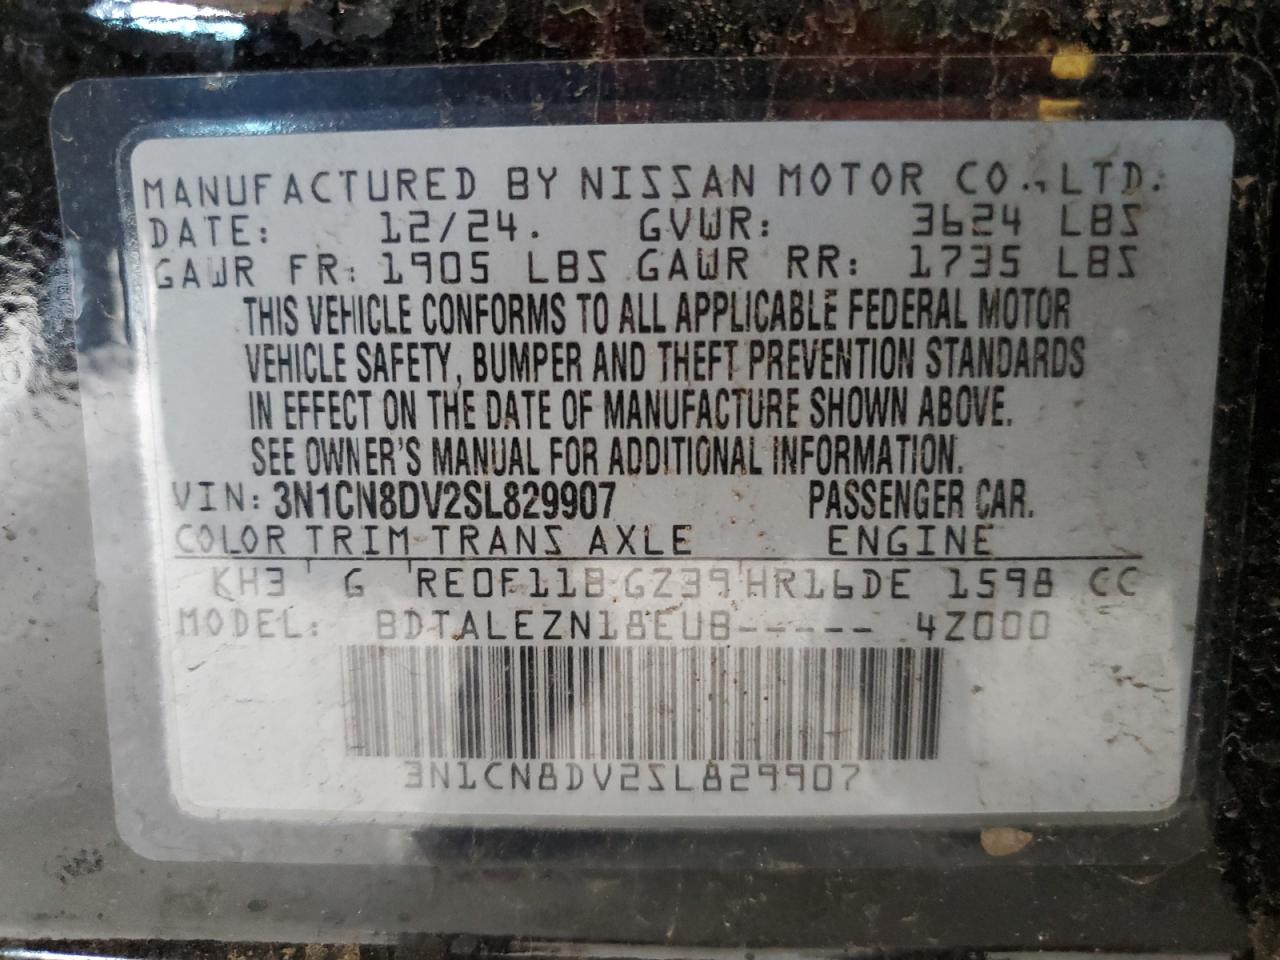 MANUFACTURED BY NISSAN MOTOR CO., LTD.
DATE: 12/24. GVWR: 3624 LBS
GAWR FR: 1905 LBS GAWR RR: 1735 LBS
THIS VEHICLE CONFORMS TO ALL APPLICABLE FEDERAL MOTOR
VEHICLE SAFETY, BUMPER AND THEFT PREVENTION STANDARDS
IN EFFECT ON THE DATE OF MANUFACTURE SHOWN ABOVE.
SEE OWNER'S MANUAL FOR ADDITIONAL INFORMATION.
VIN: 3N1CN8DV2SL829907 PASSENGER CAR.
COLOR TRIM TRANS AXLE ENGINE
KH3 ' G 'RE0F11B GZ39'HR16DE 1598 CC
MODEL: BDTALEZN18EUB----- 4Z000
3N1CN8DV2SL829907